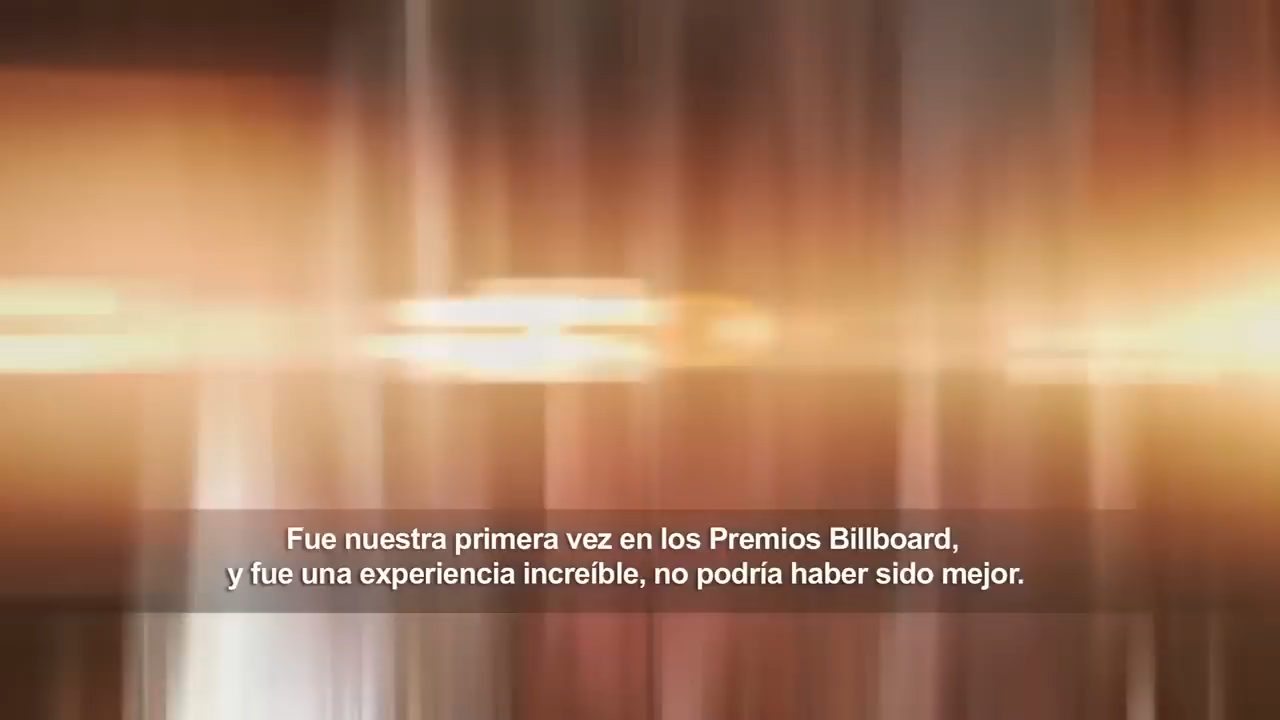 Fue nuestra primera vez en los Premios Billboard,
y fue una experiencia increíble, no podría haber sido mejor.